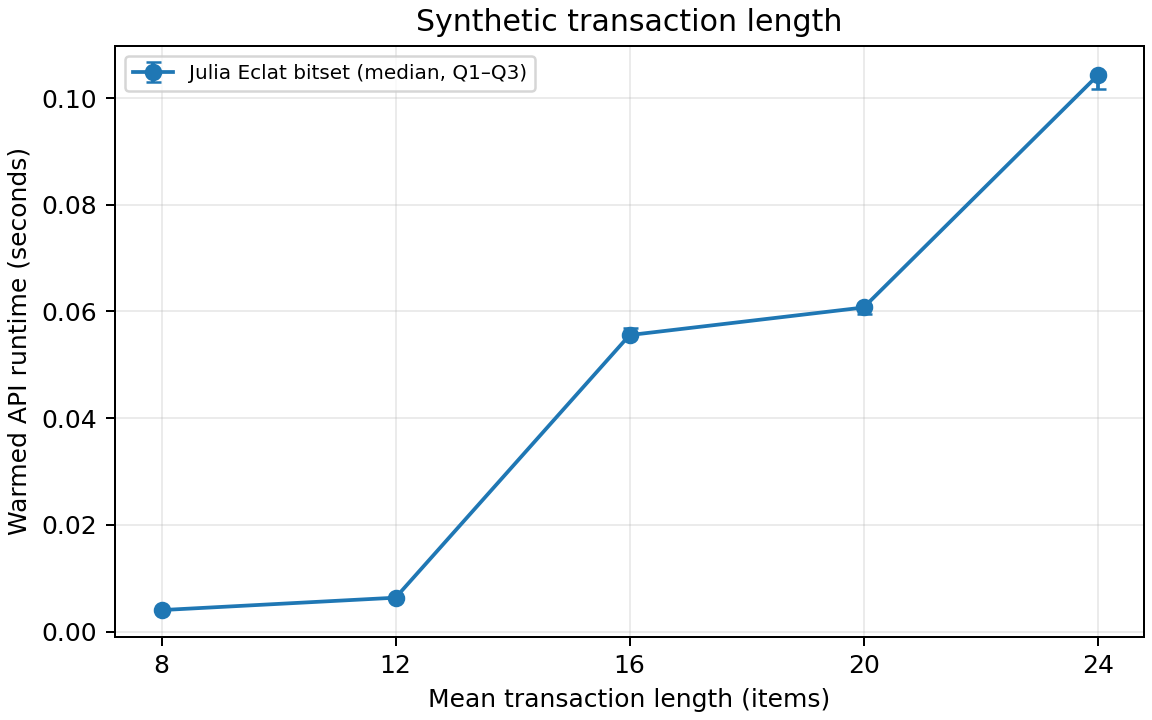 Synthetic transaction length
Julia Eclat bitset (median, Q1–Q3)
Warmed API runtime (seconds)
0.10
0.08
0.06
0.04
0.02
0.00
8
12
16
20
24
Mean transaction length (items)